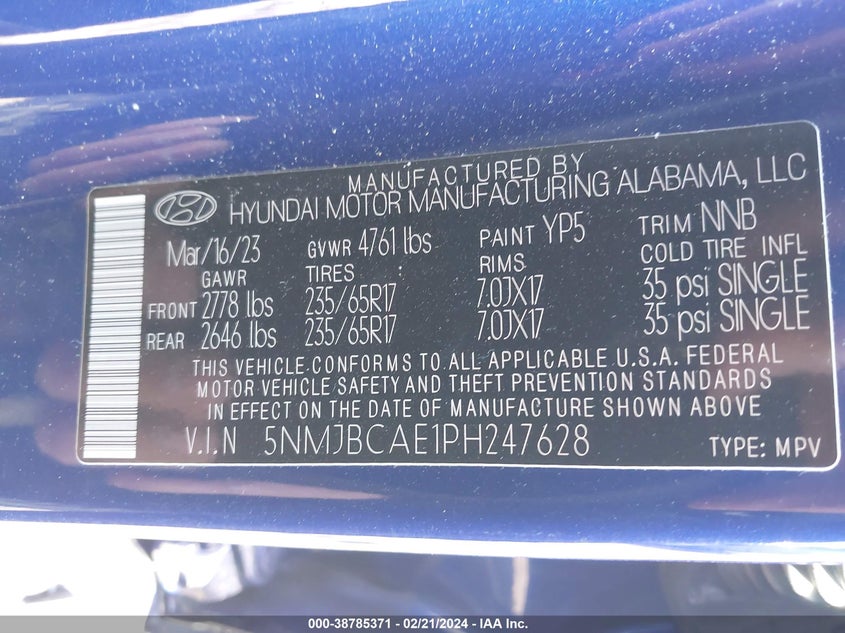 MANUFACTURED BY
HYUNDAI MOTOR MANUFACTURING ALABAMA, LLC
Mar/16/23 GVWR 4761 lbs PAINT YP5 TRIM NNB
GAWR TIRES RIMS COLD TIRE INFL
FRONT 2778 lbs 235/65R17 7.0JX17 35 psi SINGLE
REAR 2646 lbs 235/65R17 7.0JX17 35 psi SINGLE
THIS VEHICLE CONFORMS TO ALL APPLICABLE U.S.A. FEDERAL
MOTOR VEHICLE SAFETY AND THEFT PREVENTION STANDARDS
IN EFFECT ON THE DATE OF MANUFACTURE SHOWN ABOVE
V.I.N 5NMJBCAE1PH247628 TYPE: MPV
000-38785371 - 02/21/2024 - IAA Inc.